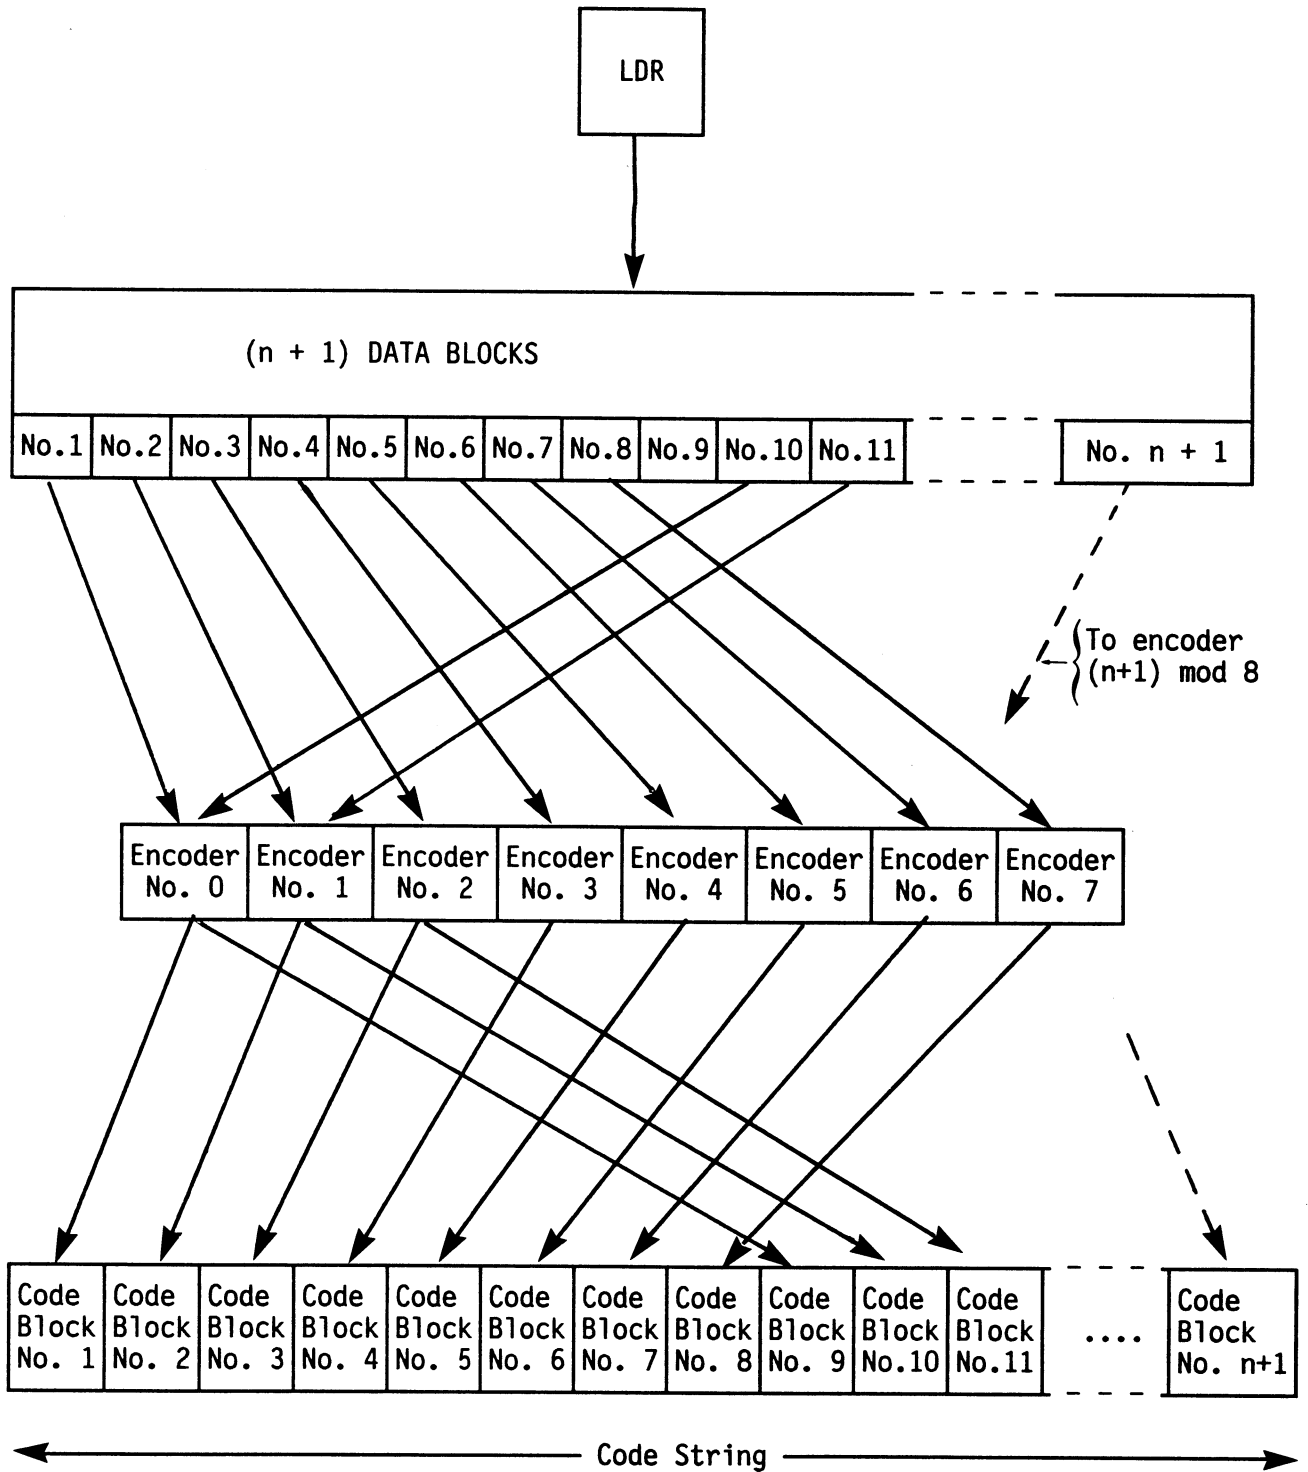 LDR
(n + 1) DATA BLOCKS
No.1 No.2 No.3 No.4 No.5 No.6 No.7 No.8 No.9 No.10 No.11 No. n + 1
To encoder
(n+1) mod 8
Encoder Encoder Encoder Encoder Encoder Encoder Encoder Encoder
No. 0 No. 1 No. 2 No. 3 No. 4 No. 5 No. 6 No. 7
Code Code Code Code Code Code Code Code Code Code Code Code
Block Block Block Block Block Block Block Block Block Block Block .... Block
No. 1 No. 2 No. 3 No. 4 No. 5 No. 6 No. 7 No. 8 No. 9 No.10 No.11 No. n+1
Code String